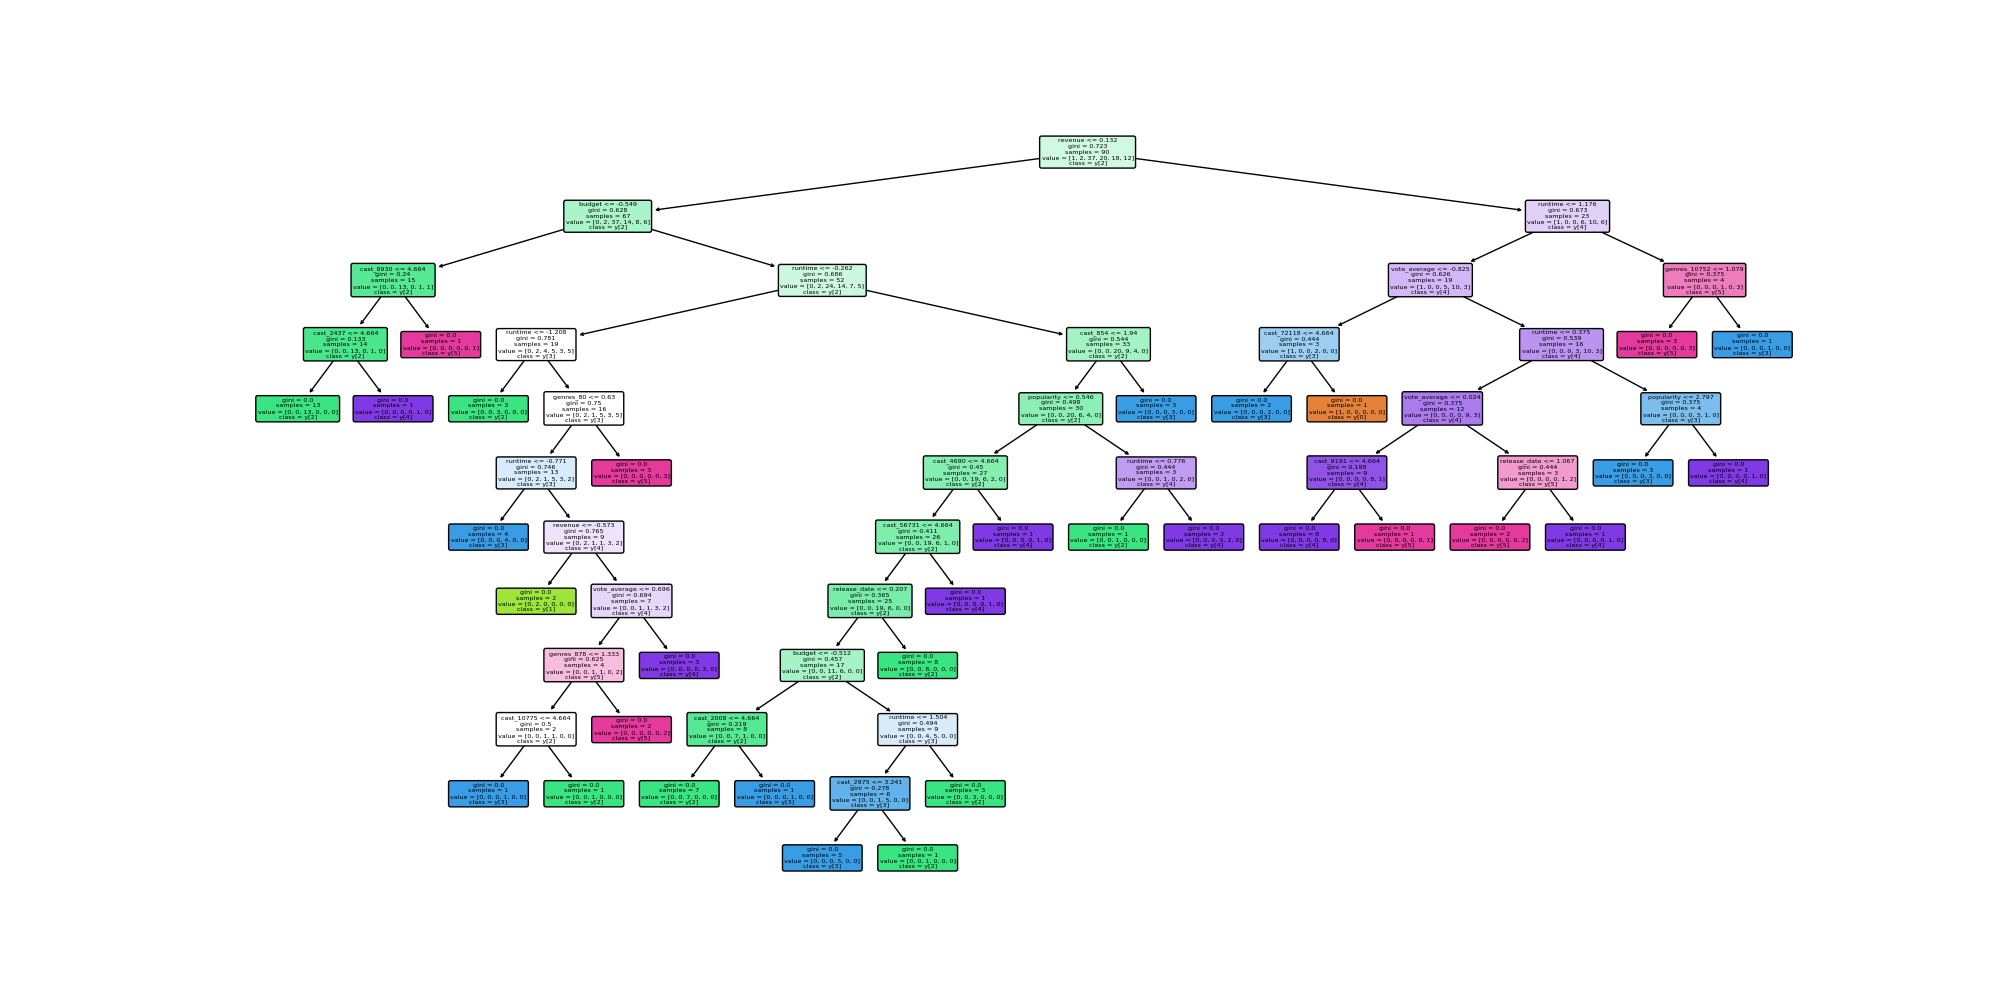 revenue <= 0.132
gini = 0.723
samples = 90
value = [1, 2, 37, 20, 18, 12]
class = y[2]
budget <= -0.549
gini = 0.628
samples = 67
value = [0, 2, 37, 14, 8, 6]
class = y[2]
runtime <= 1.176
gini = 0.673
samples = 23
value = [1, 0, 0, 6, 10, 6]
class = y[4]
cast_8930 <= 4.664
gini = 0.24
samples = 15
value = [0, 0, 13, 0, 1, 1]
class = y[2]
runtime <= -0.262
gini = 0.686
samples = 52
value = [0, 2, 24, 14, 7, 5]
class = y[2]
vote_average <= -0.825
gini = 0.626
samples = 19
value = [1, 0, 0, 5, 10, 3]
class = y[4]
genres_10752 <= 1.079
gini = 0.375
samples = 4
value = [0, 0, 0, 1, 0, 3]
class = y[5]
cast_2437 <= 4.664
gini = 0.133
samples = 14
value = [0, 0, 13, 0, 1, 0]
class = y[2]
gini = 0.0
samples = 1
value = [0, 0, 0, 0, 0, 1]
class = y[5]
runtime <= -1.208
gini = 0.781
samples = 19
value = [0, 2, 4, 5, 3, 5]
class = y[3]
cast_854 <= 1.94
gini = 0.544
samples = 33
value = [0, 0, 20, 9, 4, 0]
class = y[2]
cast_72118 <= 4.664
gini = 0.444
samples = 3
value = [1, 0, 0, 2, 0, 0]
class = y[3]
runtime <= 0.375
gini = 0.539
samples = 16
value = [0, 0, 0, 3, 10, 3]
class = y[4]
gini = 0.0
samples = 3
value = [0, 0, 0, 0, 0, 3]
class = y[5]
gini = 0.0
samples = 1
value = [0, 0, 0, 1, 0, 0]
class = y[3]
gini = 0.0
samples = 13
value = [0, 0, 13, 0, 0, 0]
class = y[2]
gini = 0.0
samples = 1
value = [0, 0, 0, 0, 1, 0]
class = y[4]
gini = 0.0
samples = 3
value = [0, 0, 3, 0, 0, 0]
class = y[2]
genres_80 <= 0.63
gini = 0.75
samples = 16
value = [0, 2, 1, 5, 3, 5]
class = y[3]
popularity <= 0.546
gini = 0.498
samples = 30
value = [0, 0, 20, 6, 4, 0]
class = y[2]
gini = 0.0
samples = 3
value = [0, 0, 0, 3, 0, 0]
class = y[3]
gini = 0.0
samples = 2
value = [0, 0, 0, 2, 0, 0]
class = y[3]
gini = 0.0
samples = 1
value = [1, 0, 0, 0, 0, 0]
class = y[0]
vote_average <= 0.024
gini = 0.375
samples = 12
value = [0, 0, 0, 0, 9, 3]
class = y[4]
popularity <= 2.797
gini = 0.375
samples = 4
value = [0, 0, 0, 3, 1, 0]
class = y[3]
runtime <= -0.771
gini = 0.746
samples = 13
value = [0, 2, 1, 5, 3, 2]
class = y[3]
gini = 0.0
samples = 3
value = [0, 0, 0, 0, 0, 3]
class = y[5]
cast_4690 <= 4.664
gini = 0.45
samples = 27
value = [0, 0, 19, 6, 2, 0]
class = y[2]
runtime <= 0.776
gini = 0.444
samples = 3
value = [0, 0, 1, 0, 2, 0]
class = y[4]
cast_9191 <= 4.664
gini = 0.198
samples = 9
value = [0, 0, 0, 0, 8, 1]
class = y[4]
release_date <= 1.067
gini = 0.444
samples = 3
value = [0, 0, 0, 0, 1, 2]
class = y[5]
gini = 0.0
samples = 3
value = [0, 0, 0, 3, 0, 0]
class = y[3]
gini = 0.0
samples = 1
value = [0, 0, 0, 0, 1, 0]
class = y[4]
gini = 0.0
samples = 4
value = [0, 0, 0, 4, 0, 0]
class = y[3]
revenue <= -0.573
gini = 0.765
samples = 9
value = [0, 2, 1, 1, 3, 2]
class = y[4]
cast_56731 <= 4.664
gini = 0.411
samples = 26
value = [0, 0, 19, 6, 1, 0]
class = y[2]
gini = 0.0
samples = 1
value = [0, 0, 0, 0, 1, 0]
class = y[4]
gini = 0.0
samples = 1
value = [0, 0, 1, 0, 0, 0]
class = y[2]
gini = 0.0
samples = 2
value = [0, 0, 0, 0, 2, 0]
class = y[4]
gini = 0.0
samples = 8
value = [0, 0, 0, 0, 8, 0]
class = y[4]
gini = 0.0
samples = 1
value = [0, 0, 0, 0, 0, 1]
class = y[5]
gini = 0.0
samples = 2
value = [0, 0, 0, 0, 0, 2]
class = y[5]
gini = 0.0
samples = 1
value = [0, 0, 0, 0, 1, 0]
class = y[4]
gini = 0.0
samples = 2
value = [0, 2, 0, 0, 0, 0]
class = y[1]
vote_average <= 0.696
gini = 0.694
samples = 7
value = [0, 0, 1, 1, 3, 2]
class = y[4]
release_date <= 0.207
gini = 0.365
samples = 25
value = [0, 0, 19, 6, 0, 0]
class = y[2]
gini = 0.0
samples = 1
value = [0, 0, 0, 0, 1, 0]
class = y[4]
genres_878 <= 1.333
gini = 0.625
samples = 4
value = [0, 0, 1, 1, 0, 2]
class = y[5]
gini = 0.0
samples = 3
value = [0, 0, 0, 0, 3, 0]
class = y[4]
budget <= -0.512
gini = 0.457
samples = 17
value = [0, 0, 11, 6, 0, 0]
class = y[2]
gini = 0.0
samples = 8
value = [0, 0, 8, 0, 0, 0]
class = y[2]
cast_10775 <= 4.664
gini = 0.5
samples = 2
value = [0, 0, 1, 1, 0, 0]
class = y[2]
gini = 0.0
samples = 2
value = [0, 0, 0, 0, 0, 2]
class = y[5]
cast_2008 <= 4.664
gini = 0.219
samples = 8
value = [0, 0, 7, 1, 0, 0]
class = y[2]
runtime <= 1.504
gini = 0.494
samples = 9
value = [0, 0, 4, 5, 0, 0]
class = y[3]
gini = 0.0
samples = 1
value = [0, 0, 0, 1, 0, 0]
class = y[3]
gini = 0.0
samples = 1
value = [0, 0, 1, 0, 0, 0]
class = y[2]
gini = 0.0
samples = 7
value = [0, 0, 7, 0, 0, 0]
class = y[2]
gini = 0.0
samples = 1
value = [0, 0, 0, 1, 0, 0]
class = y[3]
cast_2975 <= 3.241
gini = 0.278
samples = 6
value = [0, 0, 1, 5, 0, 0]
class = y[3]
gini = 0.0
samples = 3
value = [0, 0, 3, 0, 0, 0]
class = y[2]
gini = 0.0
samples = 5
value = [0, 0, 0, 5, 0, 0]
class = y[3]
gini = 0.0
samples = 1
value = [0, 0, 1, 0, 0, 0]
class = y[2]